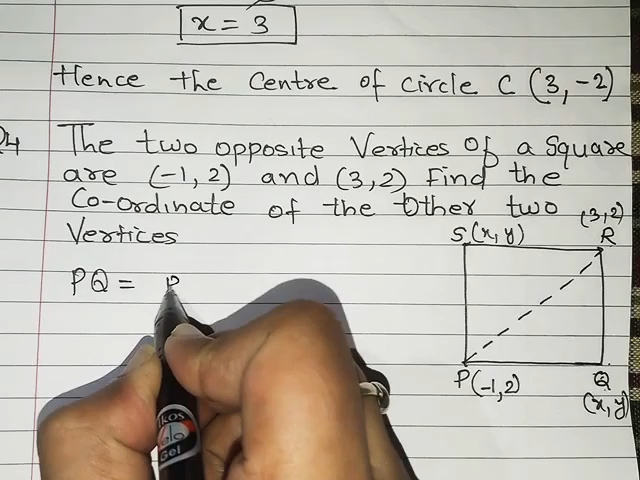 x = 3
Hence the Centre of circle C (3, -2)
Q4 The two opposite Vertices of a Square
are (-1, 2) and (3, 2) Find the
Co-ordinate of the Other two
Vertices
(3, 2)
S(x, y) R
PQ = P
P(-1, 2) Q
(x, y)
Gel